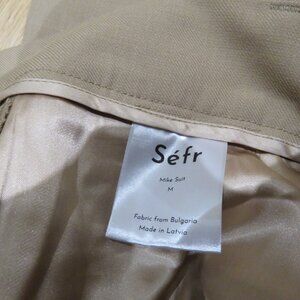 Séfr
Mike Suit
M
Fabric from Bulgaria
Made in Latvia